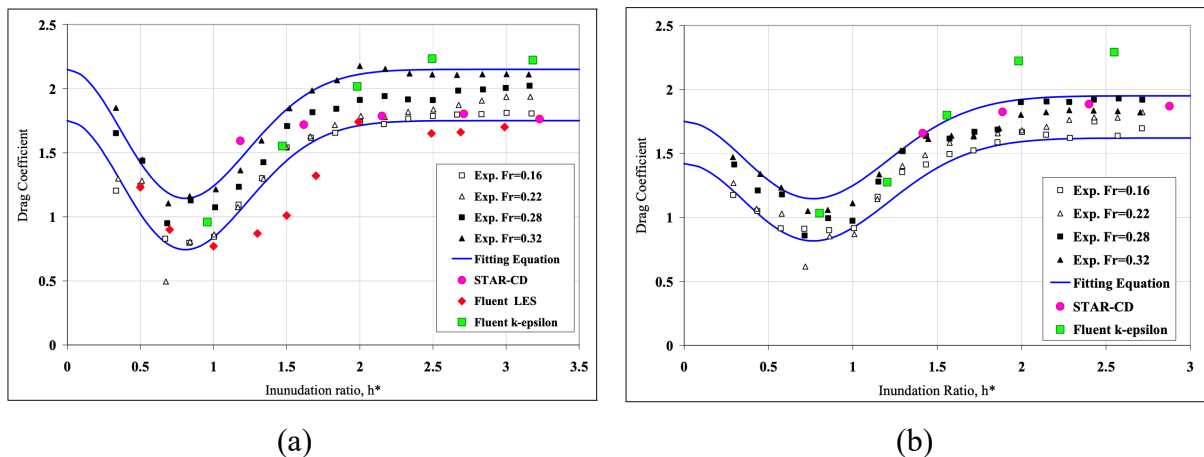 2.5
2
1.5
1
0.5
0
Drag Coefficient
0 0.5 1 1.5 2 2.5 3 3.5
Inunudation ratio, h*
Exp. Fr=0.16
Exp. Fr=0.22
Exp. Fr=0.28
Exp. Fr=0.32
Fitting Equation
STAR-CD
Fluent LES
Fluent k-epsilon
(a)
2.5
2
1.5
1
0.5
0
Drag Coefficient
0 0.5 1 1.5 2 2.5 3
Inundation Ratio, h*
Exp. Fr=0.16
Exp. Fr=0.22
Exp. Fr=0.28
Exp. Fr=0.32
Fitting Equation
STAR-CD
Fluent k-epsilon
(b)